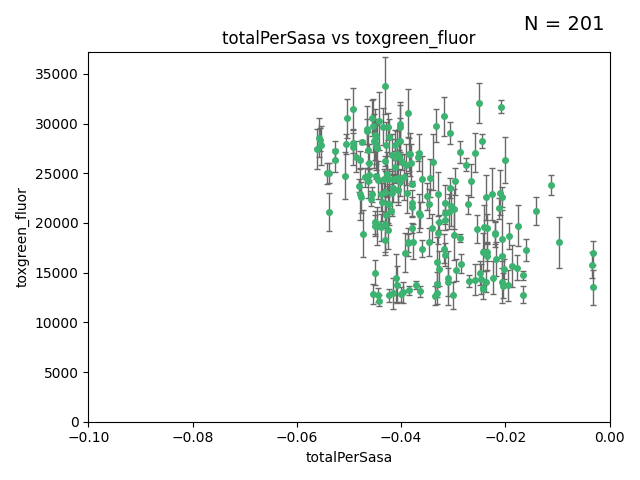 N = 201
totalPerSasa vs toxgreen_fluor
toxgreen_fluor
35000
30000
25000
20000
15000
10000
5000
0
−0.10 −0.08 −0.06 −0.04 −0.02 0.00
totalPerSasa